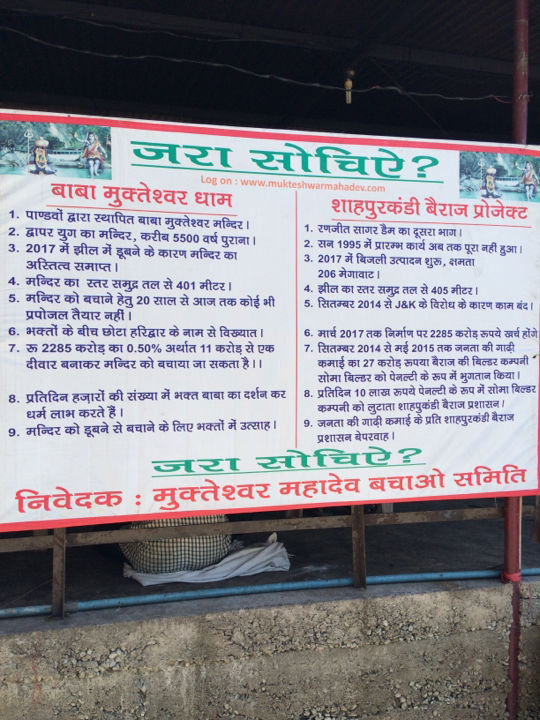 जरा सोचिऐ?
Log on : www.mukteshwarmahadev.com
बाबा मुक्तेश्वर धाम
1. पाण्डवों द्वारा स्थापित बाबा मुक्तेश्वर मन्दिर।
2. द्वापर युग का मन्दिर, करीब 5500 वर्ष पुराना।
3. 2017 में झील में डूबने के कारण मन्दिर का
अस्तित्व समाप्त।
4. मन्दिर का स्तर समुद्र तल से 401 मीटर।
5. मन्दिर को बचाने हेतु 20 साल से आज तक कोई भी
प्रपोजल तैयार नहीं।
6. भक्तों के बीच छोटा हरिद्वार के नाम से विख्यात।
7. रू 2285 करोड़ का 0.50% अर्थात 11 करोड़ से एक
दीवार बनाकर मन्दिर को बचाया जा सकता है।।
8. प्रतिदिन हज़ारों की संख्या में भक्त बाबा का दर्शन कर
धर्म लाभ करते हैं।
9. मन्दिर को डूबने से बचाने के लिए भक्तों में उत्साह।
शाहपुरकंडी बैराज प्रोजेक्ट
1. रणजीत सागर डैम का दूसरा भाग।
2. सन 1995 में प्रारम्भ कार्य अब तक पूरा नहीं हुआ।
3. 2017 में बिजली उत्पादन शुरू, क्षमता
206 मेगावाट।
4. झील का स्तर समुद्र तल से 405 मीटर।
5. सितम्बर 2014 से J&K के विरोध के कारण काम बंद।
6. मार्च 2017 तक निर्माण पर 2285 करोड़ रूपये खर्च होंगे
7. सितम्बर 2014 से मई 2015 तक जनता की गाढ़ी
कमाई का 27 करोड़ रूपया बैराज की बिल्डर कम्पनी
सोमा बिल्डर को पेनल्टी के रूप में भुगतान किया।
8. प्रतिदिन 10 लाख रूपये पेनल्टी के रूप में सोमा बिल्डर
कम्पनी को लुटाता शाहपुकंडी बैराज प्रशासन।
9. जनता की गाढ़ी कमाई के प्रति शाहपुरकंडी बैराज
प्रशासन बेपरवाह।
जरा सोचिऐ?
निवेदक : मुक्तेश्वर महादेव बचाओ समिति